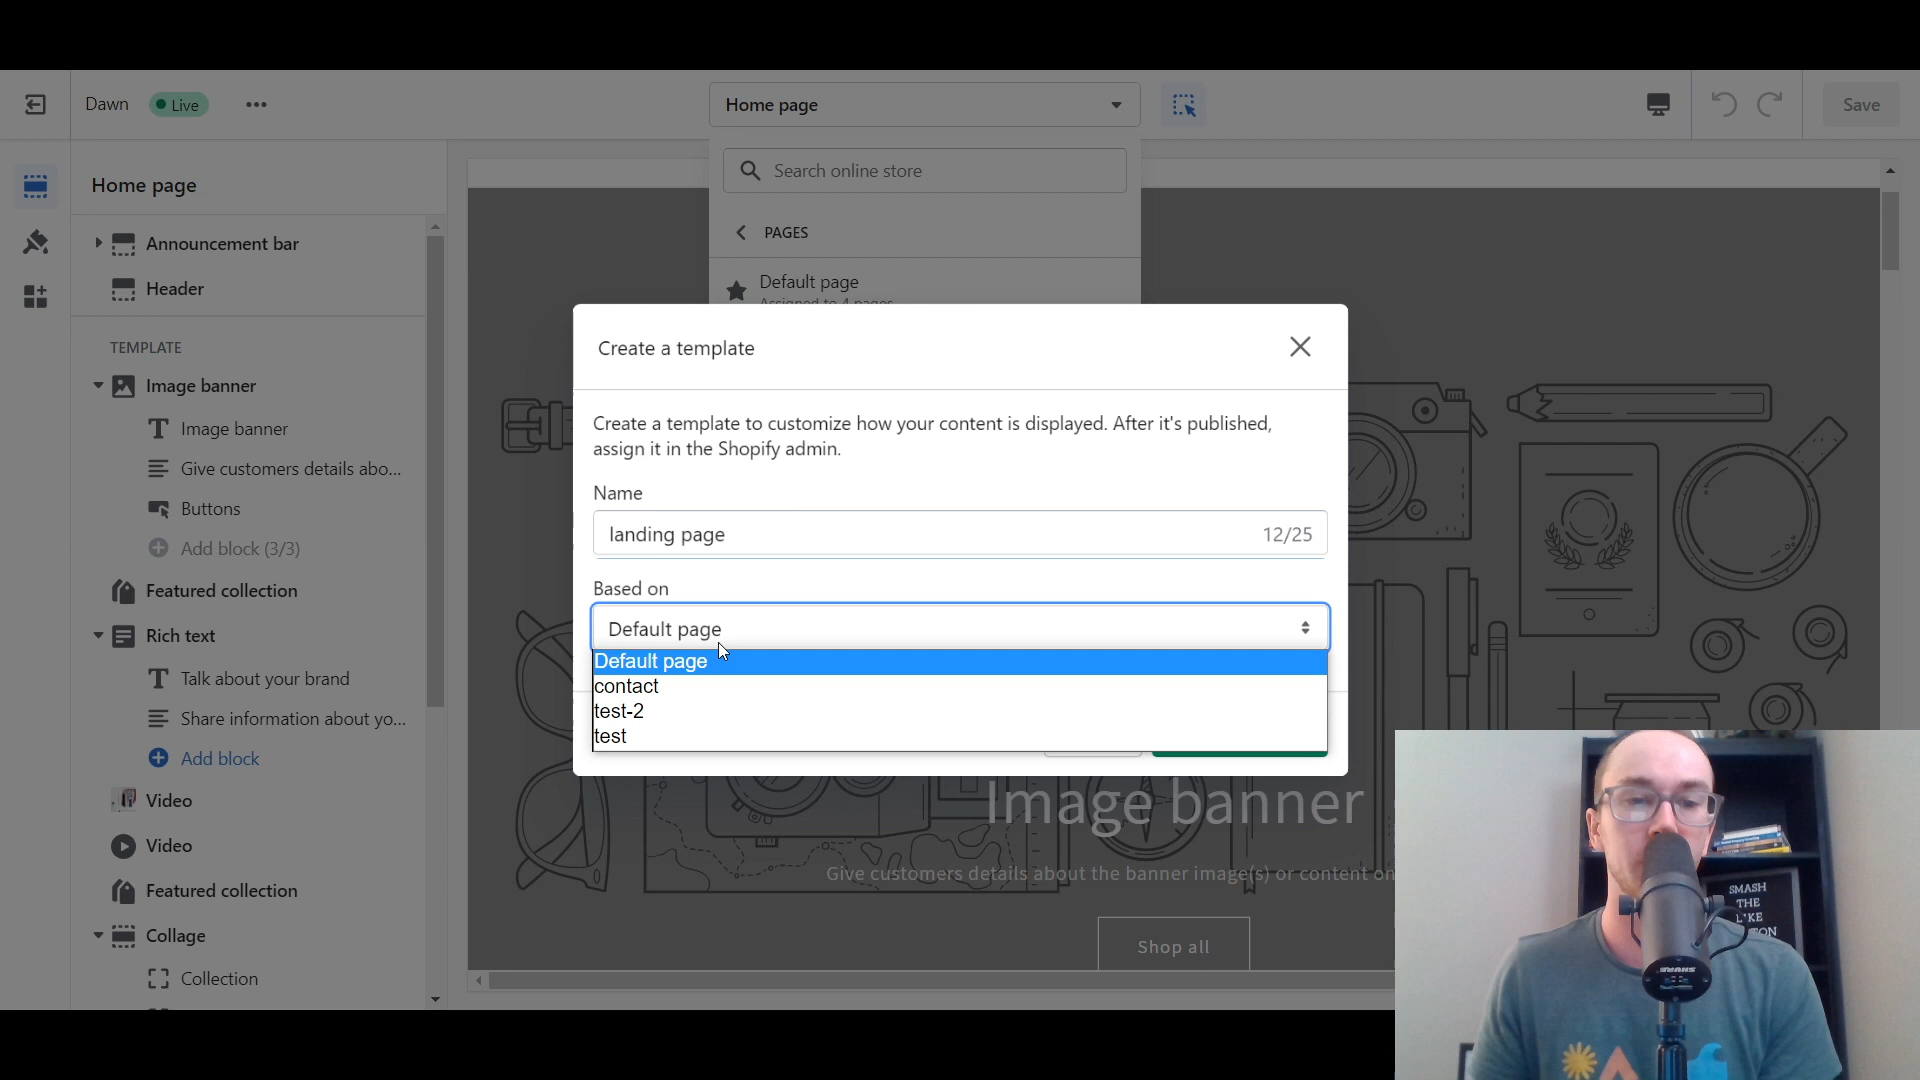 Dawn
Live
Home page
Save
Search online store
Home page
PAGES
Announcement bar
Default page
Assigned to 4 pages
Header
TEMPLATE
Create a template
Image banner
Create a template to customize how your content is displayed. After it's published,
assign it in the Shopify admin.
Image banner
Give customers details abo...
Name
Buttons
landing page
12/25
Add block (3/3)
Based on
Featured collection
Default page
Rich text
Default page
contact
test-2
test
Talk about your brand
Share information about yo...
Add block
Video
Image banner
Video
Give customers details about the banner image(s) or content on
Featured collection
Collage
Shop all
Collection
SMASH
THE
SHURE